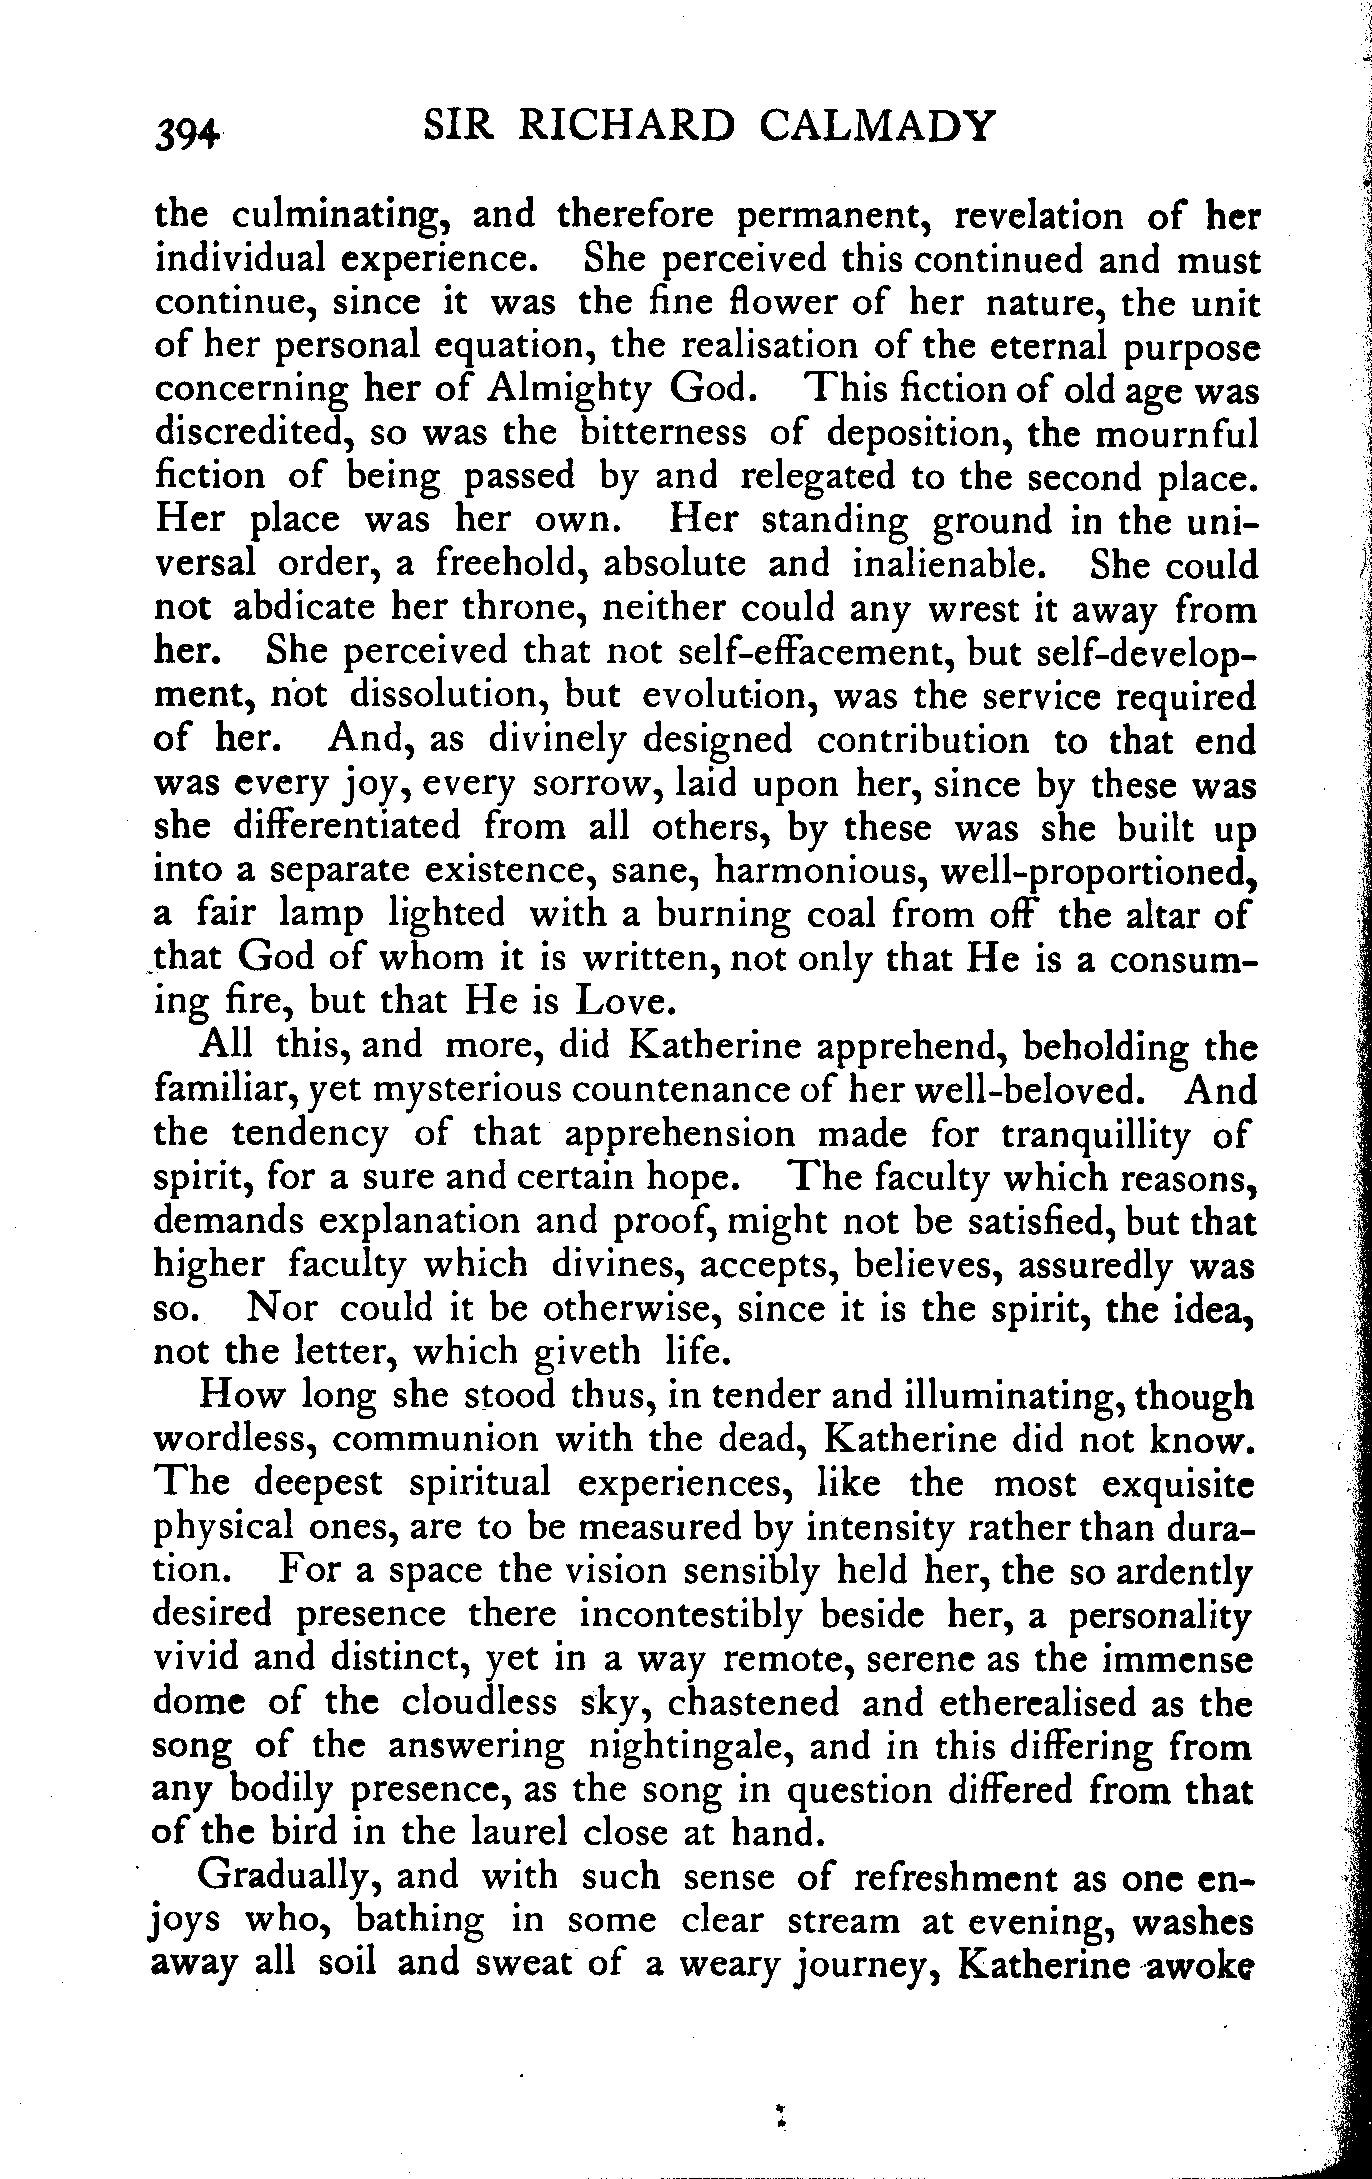 394 SIR RICHARD CALMADY
the culminating, and therefore permanent, revelation of her
individual experience. She perceived this continued and must
continue, since it was the fine flower of her nature, the unit
of her personal equation, the realisation of the eternal purpose
concerning her of Almighty God. This fiction of old age was
discredited, so was the bitterness of deposition, the mournful
fiction of being passed by and relegated to the second place.
Her place was her own. Her standing ground in the uni-
versal order, a freehold, absolute and inalienable. She could
not abdicate her throne, neither could any wrest it away from
her. She perceived that not self-effacement, but self-develop-
ment, not dissolution, but evolution, was the service required
of her. And, as divinely designed contribution to that end
was every joy, every sorrow, laid upon her, since by these was
she differentiated from all others, by these was she built up
into a separate existence, sane, harmonious, well-proportioned,
a fair lamp lighted with a burning coal from off the altar of
that God of whom it is written, not only that He is a consum-
ing fire, but that He is Love.
All this, and more, did Katherine apprehend, beholding the
familiar, yet mysterious countenance of her well-beloved. And
the tendency of that apprehension made for tranquillity of
spirit, for a sure and certain hope. The faculty which reasons,
demands explanation and proof, might not be satisfied, but that
higher faculty which divines, accepts, believes, assuredly was
so. Nor could it be otherwise, since it is the spirit, the idea,
not the letter, which giveth life.
How long she stood thus, in tender and illuminating, though
wordless, communion with the dead, Katherine did not know.
The deepest spiritual experiences, like the most exquisite
physical ones, are to be measured by intensity rather than dura-
tion. For a space the vision sensibly held her, the so ardently
desired presence there incontestibly beside her, a personality
vivid and distinct, yet in a way remote, serene as the immense
dome of the cloudless sky, chastened and etherealised as the
song of the answering nightingale, and in this differing from
any bodily presence, as the song in question differed from that
of the bird in the laurel close at hand.
Gradually, and with such sense of refreshment as one en-
joys who, bathing in some clear stream at evening, washes
away all soil and sweat of a weary journey, Katherine awoke